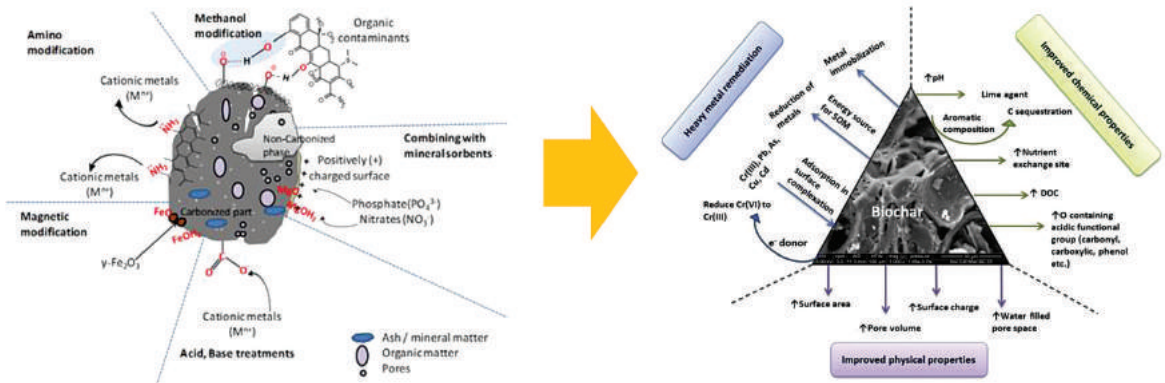 Methanol modification
Organic
contaminants
Amino
modification
Cationic metals
(Mⁿ⁺)
NH₃
Cationic metals
(Mⁿ⁺)
NH₃
Non-Carbonized
phase
Combining with
mineral sorbents
Positively (+)
charged surface
Phosphate(PO₄³⁻)
Nitrates (NO₃⁻)
Magnetic
modification
FeO
FeOH₂
Carbonized part
γ-Fe₂O₃
Cationic metals
(Mⁿ⁺)
Acid, Base treatments
Ash / mineral matter
Organic matter
Pores
Heavy metal remediation
Metal
immobilization
Reduction of
metals
Energy source
for SOM
Cr(III), Pb, As,
Cu, Cd
Adsorption in
surface
complexation
Reduce Cr(VI) to
Cr(III)
e⁻ donor
Biochar
Improved chemical properties
↑pH
Lime agent
C sequestration
Aromatic
composition
↑Nutrient
exchange site
↑ DOC
↑O containing
acidic functional
group (carbonyl,
carboxylic, phenol
etc.)
↑Surface area
↑Pore volume
↑Surface charge
↑Water filled
pore space
Improved physical properties